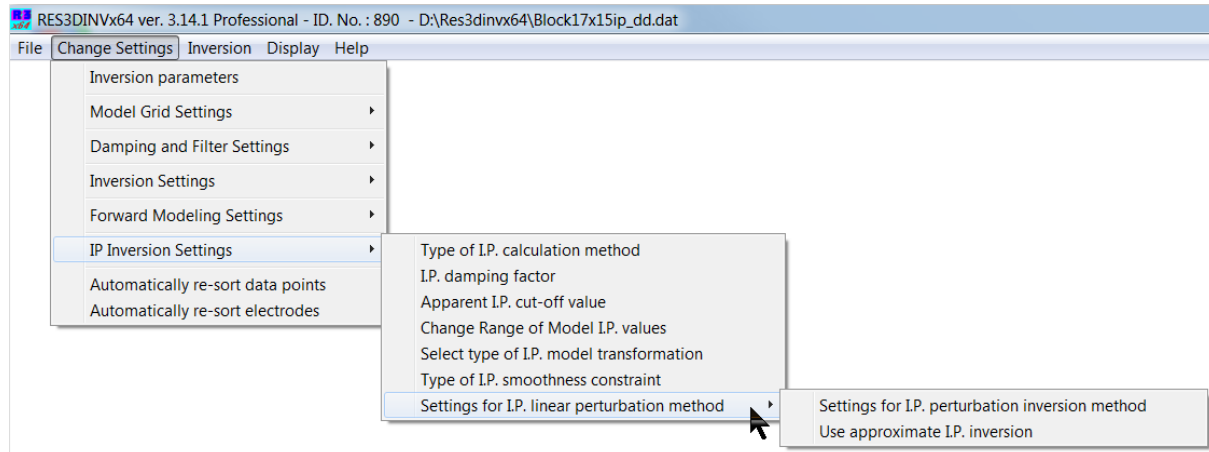 R3 x64 RES3DINVx64 ver. 3.14.1 Professional - ID. No. : 890 - D:\Res3dinvx64\Block17x15ip_dd.dat
File Change Settings Inversion Display Help
Inversion parameters
Model Grid Settings
Damping and Filter Settings
Inversion Settings
Forward Modeling Settings
IP Inversion Settings
Automatically re-sort data points
Automatically re-sort electrodes
Type of I.P. calculation method
I.P. damping factor
Apparent I.P. cut-off value
Change Range of Model I.P. values
Select type of I.P. model transformation
Type of I.P. smoothness constraint
Settings for I.P. linear perturbation method
Settings for I.P. perturbation inversion method
Use approximate I.P. inversion